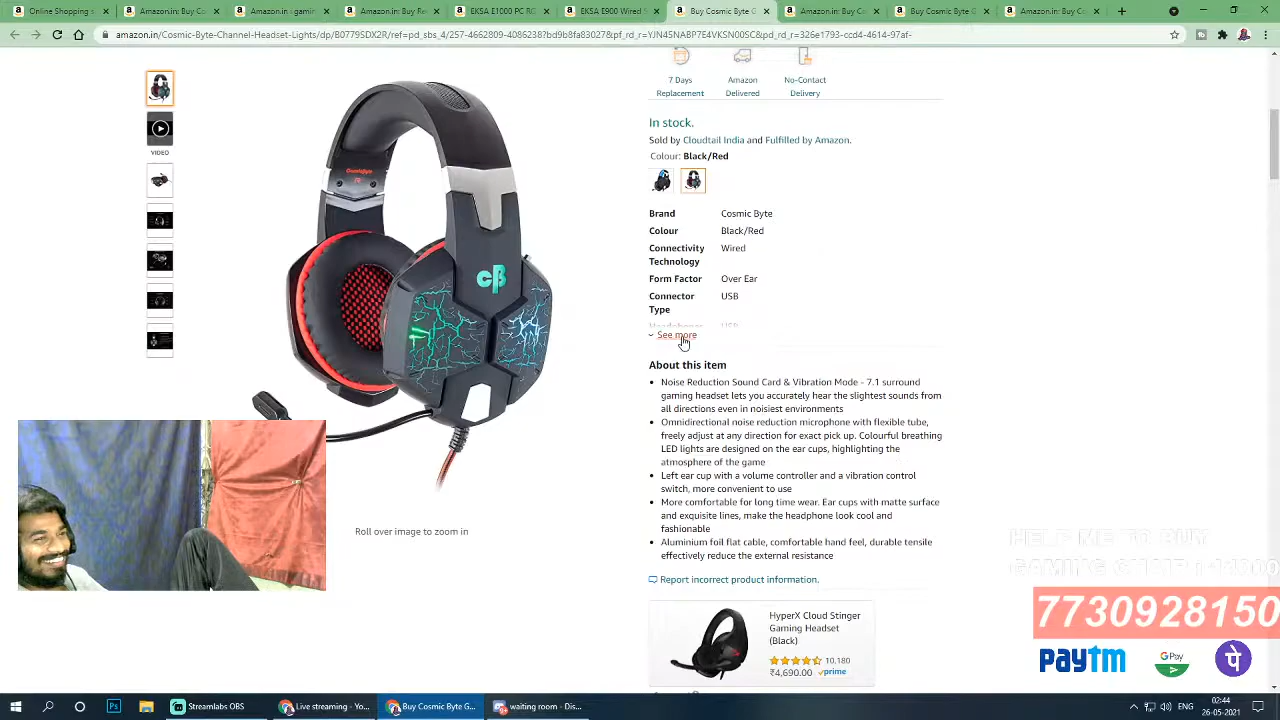 Online Shopping
Amazon.in: Buy Co
Amazon.in : gamin
Amazon.in: Buy Re
EKSA E1000 PC RG
EKSA E900 Wired
Buy Cosmic Byte G
Amazon.in: Buy C
Buy Cosmic Byte G
Amazon.in: Buy Co
amazon.in/Cosmic-Byte-Channel-Headset-Lights/dp/B0779SDX2R/ref=pd_sbs_4/257-4662809-4086238?bd9b8fa83027&pf_rd_r=YJN45NABP7E4VKSN00SC&pd_rd_r=326e1793-ccd4-4614-97af-
7 Days
Replacement
Amazon
Delivered
No-Contact
Delivery
VIDEO
In stock.
Sold by Cloudtail India and Fulfilled by Amazon.
Colour: Black/Red
Brand Cosmic Byte
Colour Black/Red
Connectivity Technology Wired
Form Factor Over Ear
Connector Type USB
Headphones USB
See more
About this item
Noise Reduction Sound Card & Vibration Mode - 7.1 surround
gaming headset lets you accurately hear the slightest sounds from
all directions even in noisiest environments
Omnidirectional noise reduction microphone with flexible tube,
freely adjust at any direction for exact pick up. Colourful breathing
LED lights are designed on the ear cups, highlighting the
atmosphere of the game
Left ear cup with a volume controller and a vibration control
switch, more convenient to use
More comfortable for long time wear. Ear cups with matte surface
and exquisite lines, make the headphone look cool and
fashionable
Aluminium foil flat cable, comfortable hand feel, durable tensile
effectively reduce the external resistance
Report incorrect product information.
Roll over image to zoom in
HyperX Cloud Stinger
Gaming Headset
(Black)
10,180
₹4,690.00 prime
HELP ME TO BUY
GAMING
7730928150
paytm
G Pay
Streamlabs OBS
Live streaming - Yo...
Buy Cosmic Byte G...
waiting room - Dis...
ENG
02:44
26-05-2021